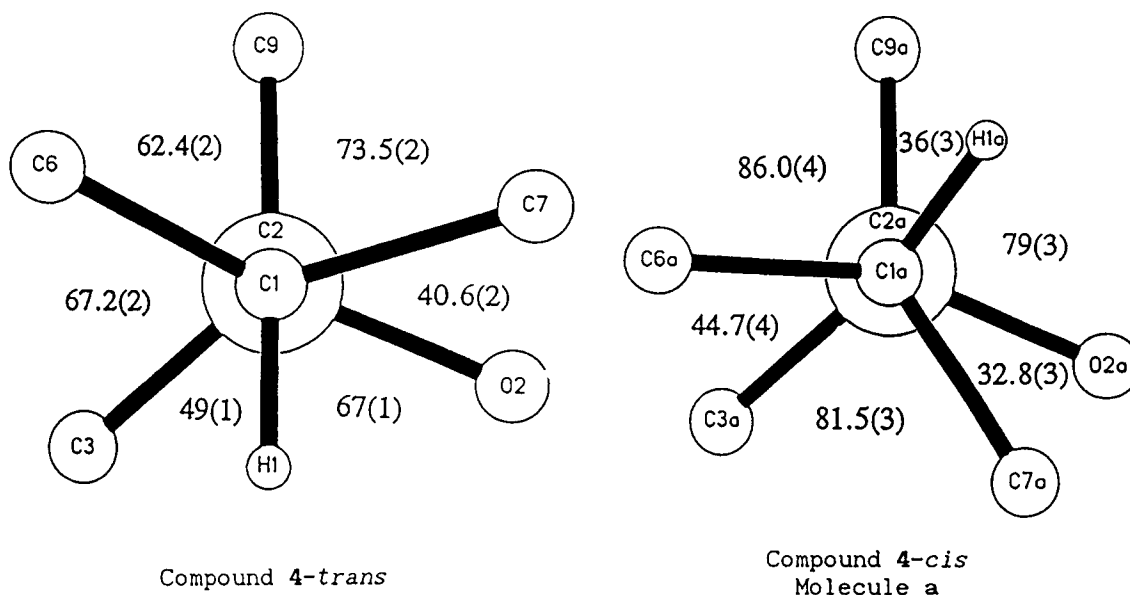 C9
C9a
62.4(2)
73.5(2)
36(3)
H1a
C6
86.0(4)
C7
C2
C2a
79(3)
C6a
C1
C1a
67.2(2)
40.6(2)
44.7(4)
O2
O2a
49(1)
67(1)
32.8(3)
C3
C3a
81.5(3)
H1
C7a
Compound 4-trans
Compound 4-cis
Molecule a